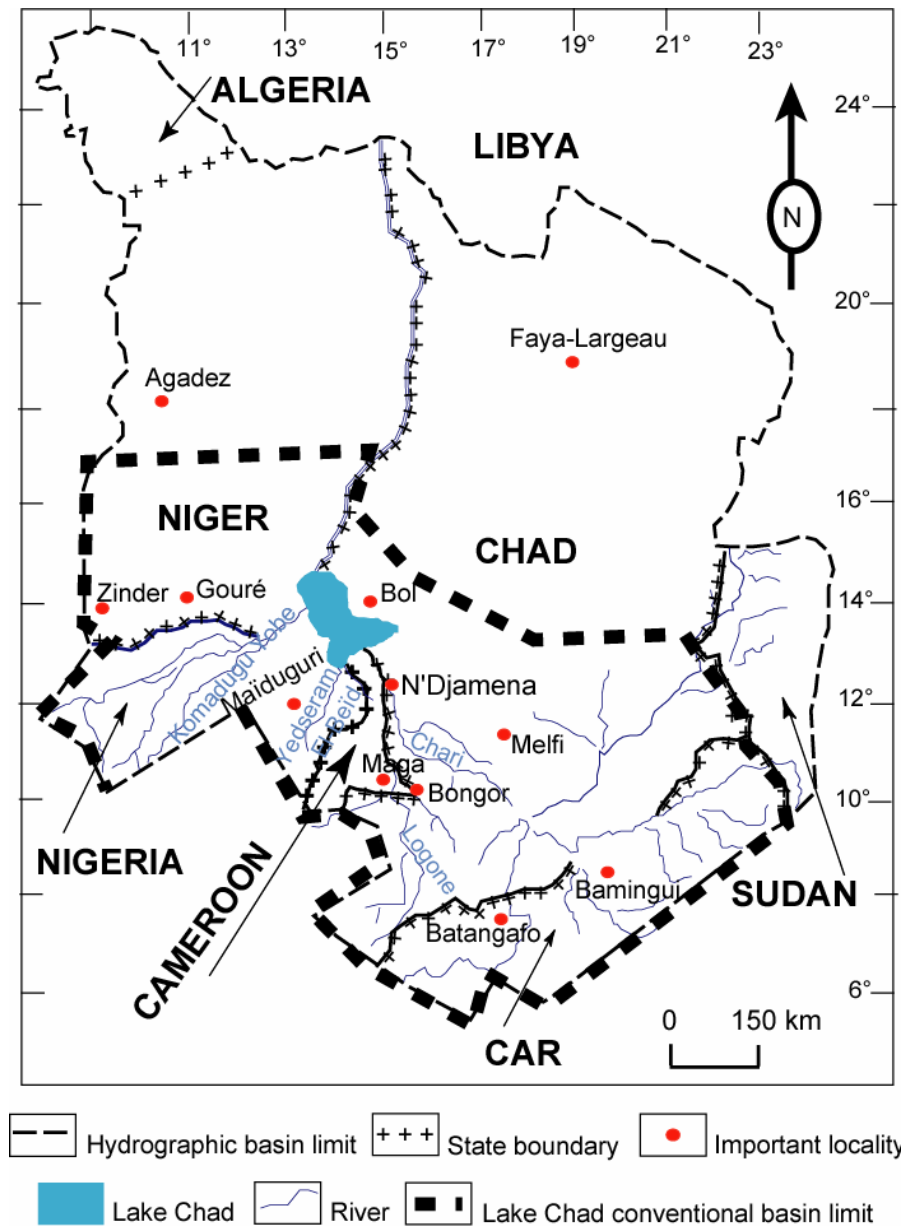 11° 13° 15° 17° 19° 21° 23°
ALGERIA
24°
LIBYA
N
20°
Faya-Largeau
Agadez
16°
NIGER
CHAD
Zinder Gouré Bol
14°
Komadugu Yobe
Maïduguri
N'Djamena
12°
Yedseram
El Beïd
Chari
Melfi
Maga
Bongor
10°
NIGERIA
Logone
CAMEROON
Bamingui
SUDAN
Batangafo
6°
0 150 km
CAR
Hydrographic basin limit State boundary Important locality
Lake Chad River Lake Chad conventional basin limit